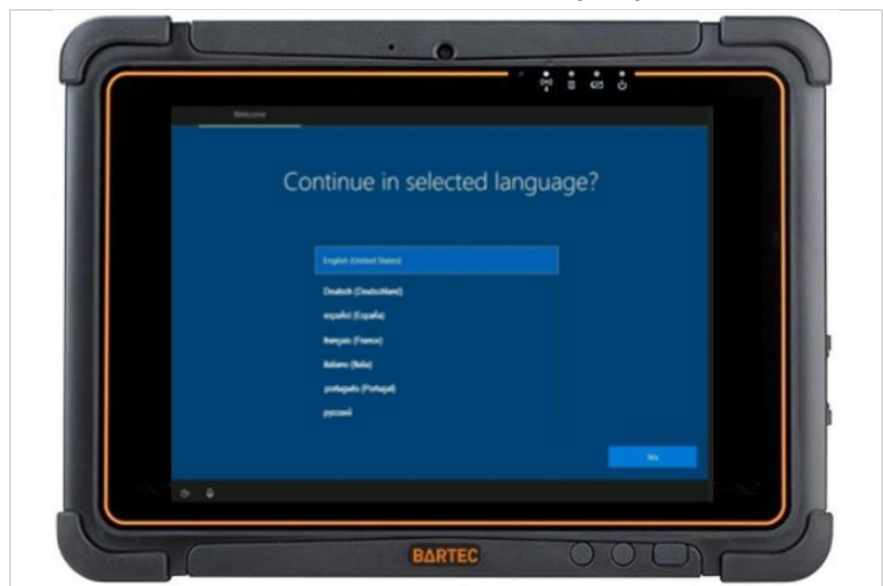 Welcome
Continue in selected language?
English (United States)
Deutsch (Deutschland)
español (España)
français (France)
italiano (Italia)
português (Portugal)
русский
Yes
BARTEC